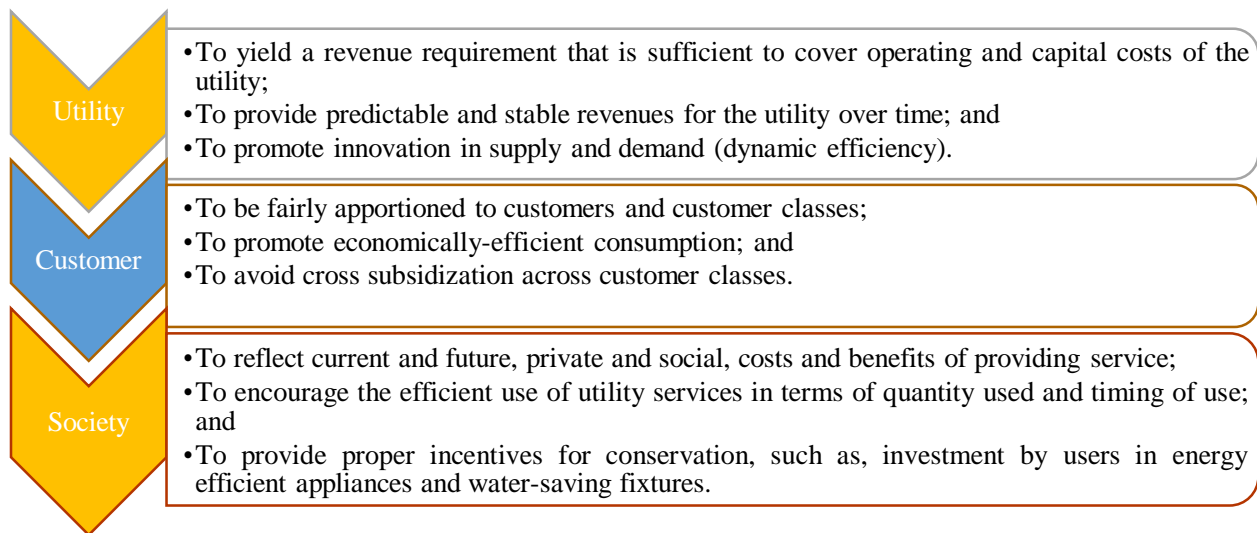 Utility
•To yield a revenue requirement that is sufficient to cover operating and capital costs of the
utility;
•To provide predictable and stable revenues for the utility over time; and
•To promote innovation in supply and demand (dynamic efficiency).
Customer
•To be fairly apportioned to customers and customer classes;
•To promote economically-efficient consumption; and
•To avoid cross subsidization across customer classes.
Society
•To reflect current and future, private and social, costs and benefits of providing service;
•To encourage the efficient use of utility services in terms of quantity used and timing of use;
and
•To provide proper incentives for conservation, such as, investment by users in energy
efficient appliances and water-saving fixtures.